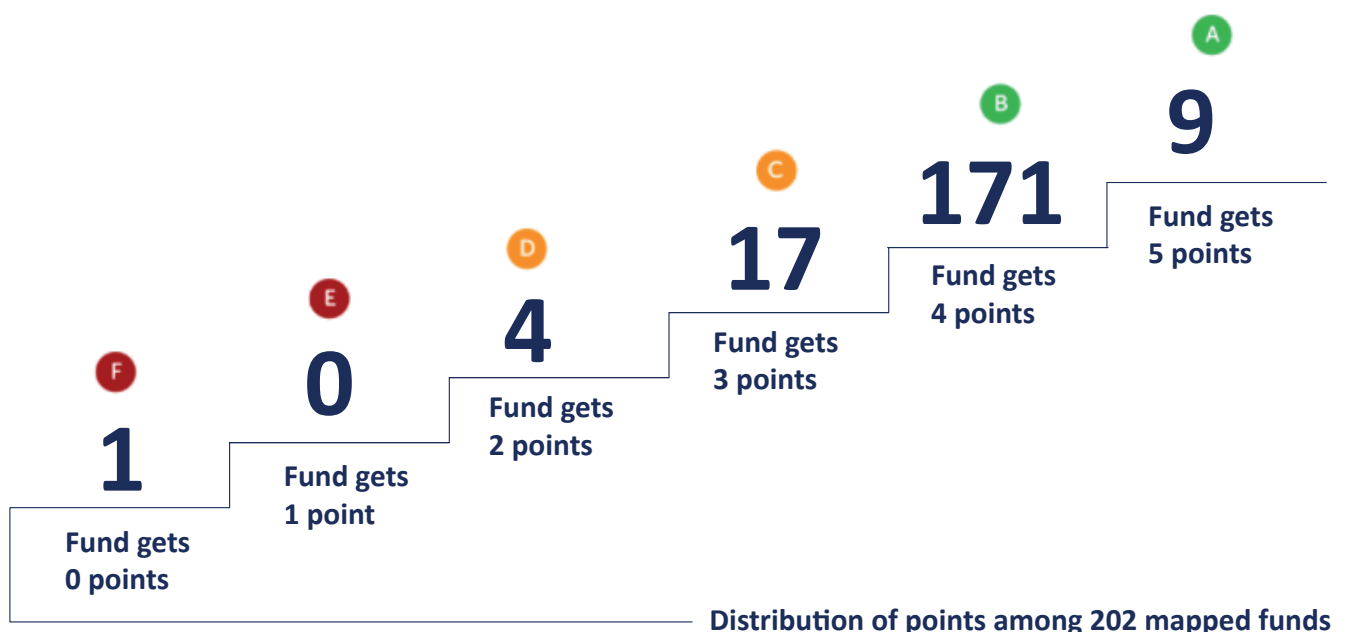 A
9
Fund gets
5 points
B
171
Fund gets
4 points
C
17
Fund gets
3 points
D
4
Fund gets
2 points
E
0
Fund gets
1 point
F
1
Fund gets
0 points
Distribution of points among 202 mapped funds